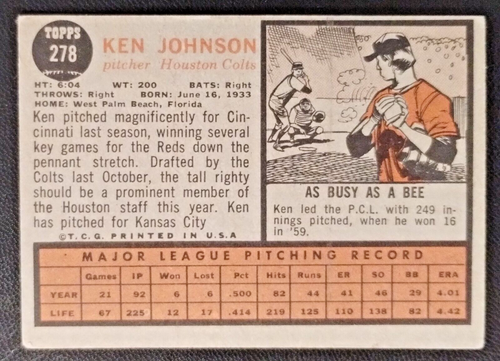 TOPPS
278
KEN JOHNSON
pitcher Houston Colts
HT: 6:04 WT: 200 BATS: Right
THROWS: Right BORN: June 16, 1933
HOME: West Palm Beach, Florida
Ken pitched magnificently for Cin-
cinnati last season, winning several
key games for the Reds down the
pennant stretch. Drafted by the
Colts last October, the tall righty
should be a prominent member of
the Houston staff this year. Ken
has pitched for Kansas City
©T.C.G. PRINTED IN U.S.A
AS BUSY AS A BEE
Ken led the P.C.L. with 249 in-
nings pitched, when he won 16
in '59.
MAJOR LEAGUE PITCHING RECORD
Games IP Won Lost Pct Hits Runs ER SO BB ERA
YEAR 21 92 6 6 .500 82 44 41 46 29 4.01
LIFE 67 225 12 17 .414 219 125 110 138 82 4.42